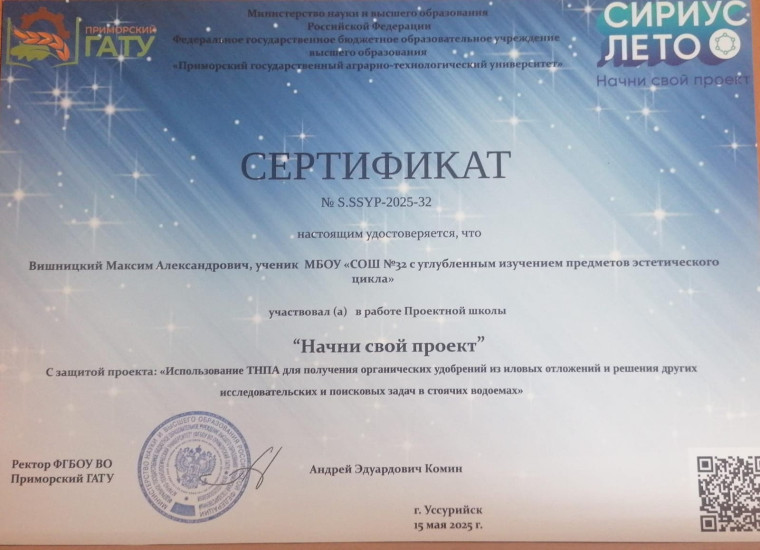 ПРИМОРСКИЙ
ГАТУ
Министерство науки и высшего образования
Российской Федерации
Федеральное государственное бюджетное образовательное учреждение
высшего образования
«Приморский государственный аграрно-технологический университет»
СИРИУС
ЛЕТО
Начни свой проект
СЕРТИФИКАТ
№ S.SSYP-2025-32
настоящим удостоверяется, что
Вишницкий Максим Александрович, ученик МБОУ «СОШ №32 с углубленным изучением предметов эстетического
цикла»
участвовал (а) в работе Проектной школы
“Начни свой проект”
С защитой проекта: «Использование ТНПА для получения органических удобрений из иловых отложений и решения других
исследовательских и поисковых задач в стоячих водоемах»
Ректор ФГБОУ ВО
Приморский ГАТУ
Андрей Эдуардович Комин
г. Уссурийск
15 мая 2025 г.